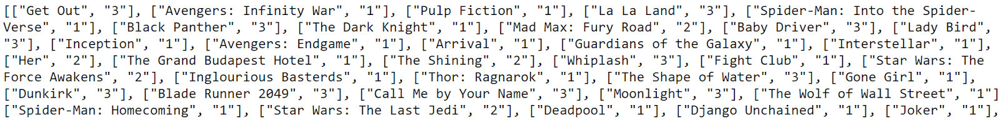 [["Get Out", "3"], ["Avengers: Infinity War", "1"], ["Pulp Fiction", "1"], ["La La Land", "3"], ["Spider-Man: Into the Spider-
Verse", "1"], ["Black Panther", "3"], ["The Dark Knight", "1"], ["Mad Max: Fury Road", "2"], ["Baby Driver", "3"], ["Lady Bird",
"3"], ["Inception", "1"], ["Avengers: Endgame", "1"], ["Arrival", "1"], ["Guardians of the Galaxy", "1"], ["Interstellar", "1"],
["Her", "2"], ["The Grand Budapest Hotel", "1"], ["The Shining", "2"], ["Whiplash", "3"], ["Fight Club", "1"], ["Star Wars: The
Force Awakens", "2"], ["Inglourious Basterds", "1"], ["Thor: Ragnarok", "1"], ["The Shape of Water", "3"], ["Gone Girl", "1"],
["Dunkirk", "3"], ["Blade Runner 2049", "3"], ["Call Me by Your Name", "3"], ["Moonlight", "3"], ["The Wolf of Wall Street", "1"]
["Spider-Man: Homecoming", "1"], ["Star Wars: The Last Jedi", "2"], ["Deadpool", "1"], ["Django Unchained", "1"], ["Joker", "1"],